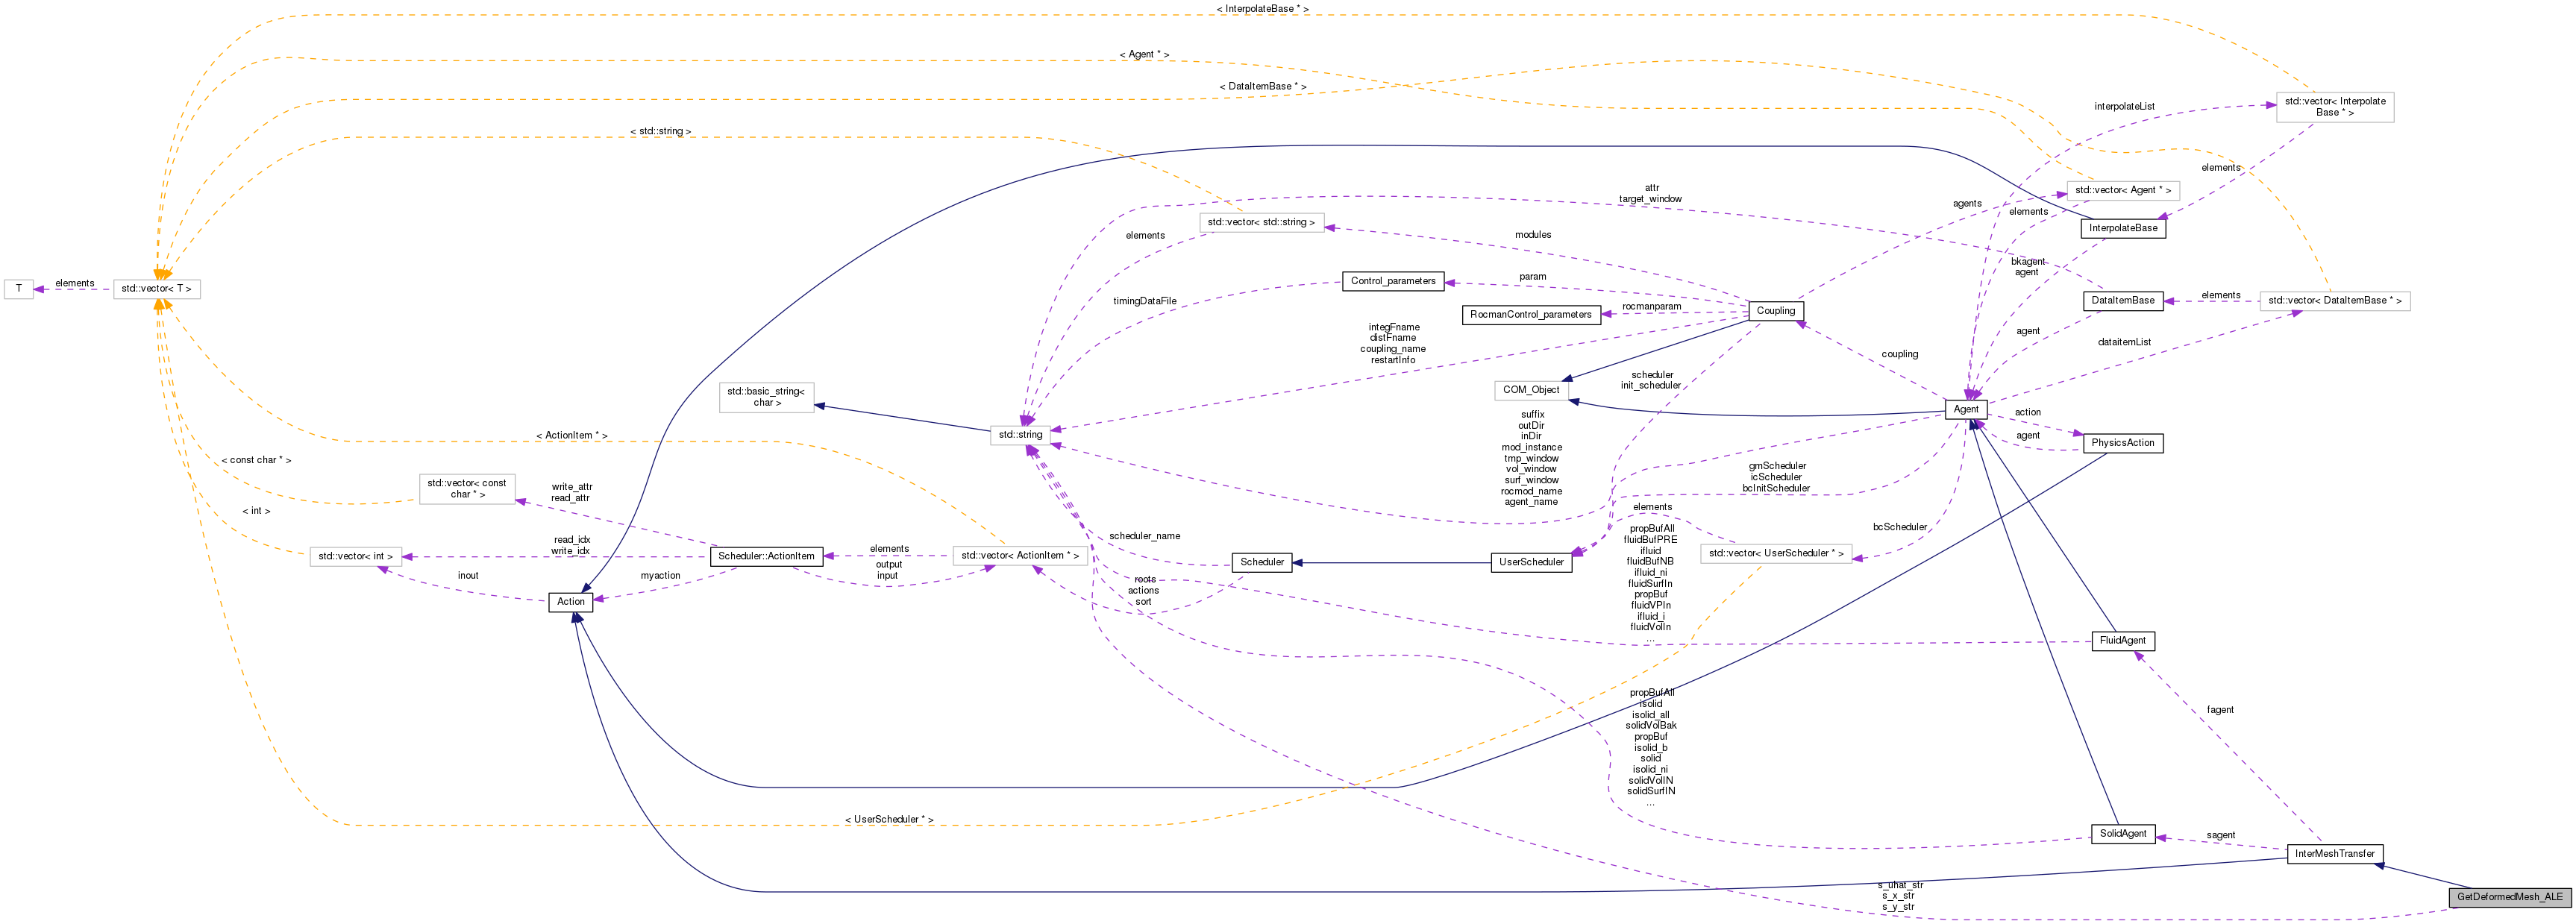 < InterpolateBase * >
< Agent * >
< DataItemBase * >
std::vector< Interpolate
Base * >
interpolateList
< std::string >
elements
attr
target_window
std::vector< Agent * >
agents
elements
std::vector< std::string >
elements
modules
InterpolateBase
bkagent
agent
T
elements
std::vector< T >
Control_parameters
param
timingDataFile
RocmanControl_parameters
rocmanparam
Coupling
DataItemBase
elements
std::vector< DataItemBase * >
integFname
distFname
coupling_name
restartInfo
agent
dataitemList
coupling
std::basic_string<
char >
scheduler
init_scheduler
COM_Object
Agent
action
agent
PhysicsAction
std::string
suffix
outDir
inDir
mod_instance
tmp_window
vol_window
surf_window
rocmod_name
agent_name
< ActionItem * >
< const char * >
std::vector< const
char * >
write_attr
read_attr
gmScheduler
icScheduler
bcInitScheduler
< int >
elements
bcScheduler
std::vector< int >
read_idx
write_idx
Scheduler::ActionItem
elements
output
input
std::vector< ActionItem * >
scheduler_name
Scheduler
UserScheduler
std::vector< UserScheduler * >
inout
myaction
Action
roots
actions
sort
propBufAll
fluidBufPRE
ifluid
fluidBufNB
ifluid_ni
fluidSurfIn
propBuf
fluidVPIn
ifluid_i
fluidVolIn
...
FluidAgent
propBufAll
isolid
isolid_all
solidVolBak
propBuf
isolid_b
solid
isolid_ni
solidVolIN
solidSurfIN
...
fagent
< UserScheduler * >
SolidAgent
sagent
InterMeshTransfer
s_uhat_str
s_x_str
s_y_str
GetDeformedMesh_ALE